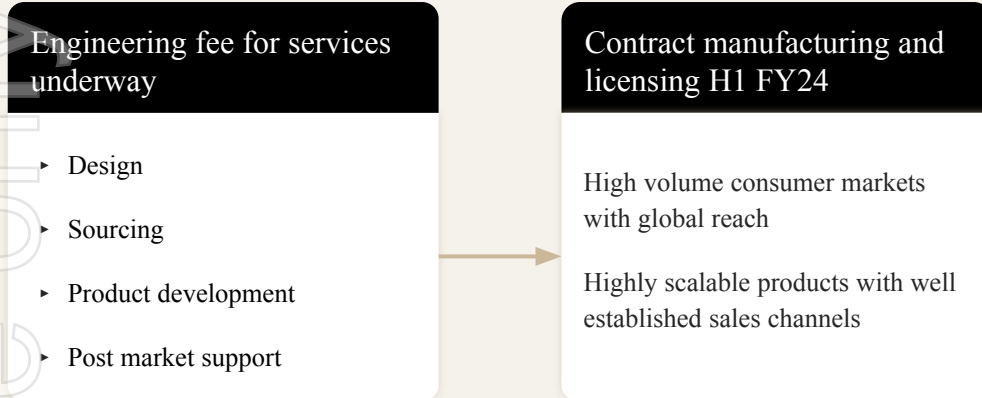 Engineering fee for services
underway
‣ Design
‣ Sourcing
‣ Product development
‣ Post market support
Contract manufacturing and
licensing H1 FY24
High volume consumer markets
with global reach
Highly scalable products with well
established sales channels